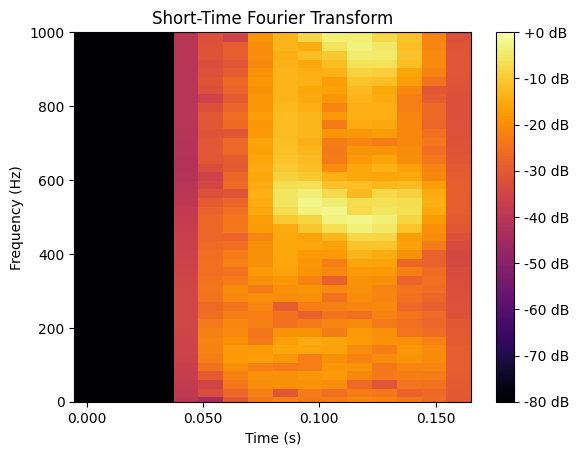 Short-Time Fourier Transform
1000
800
600
400
200
0
Frequency (Hz)
0.000
0.050
0.100
0.150
Time (s)
+0 dB
-10 dB
-20 dB
-30 dB
-40 dB
-50 dB
-60 dB
-70 dB
-80 dB